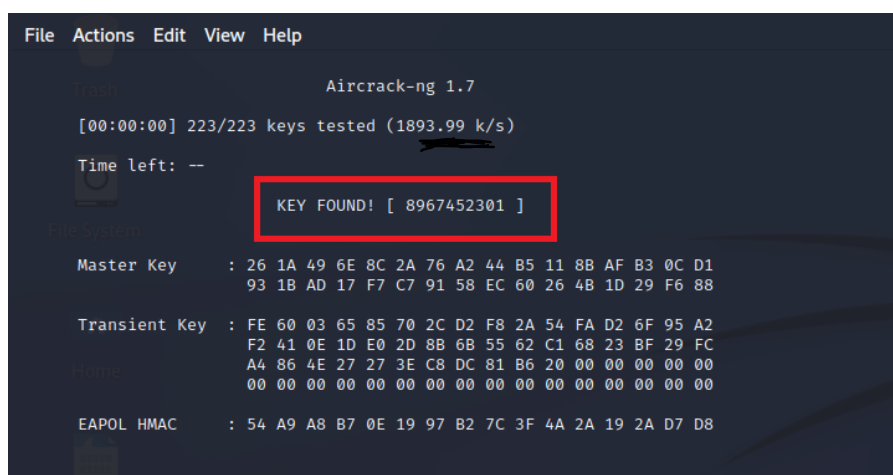 File Actions Edit View Help
Trash
Aircrack-ng 1.7
[00:00:00] 223/223 keys tested (1893.99 k/s)
Time left: --
KEY FOUND! [ 8967452301 ]
File System
Master Key : 26 1A 49 6E 8C 2A 76 A2 44 B5 11 8B AF B3 0C D1
93 1B AD 17 F7 C7 91 58 EC 60 26 4B 1D 29 F6 88
Transient Key : FE 60 03 65 85 70 2C D2 F8 2A 54 FA D2 6F 95 A2
F2 41 0E 1D E0 2D 8B 6B 55 62 C1 68 23 BF 29 FC
A4 86 4E 27 27 3E C8 DC 81 B6 20 00 00 00 00 00
Home
00 00 00 00 00 00 00 00 00 00 00 00 00 00 00 00
EAPOL HMAC : 54 A9 A8 B7 0E 19 97 B2 7C 3F 4A 2A 19 2A D7 D8